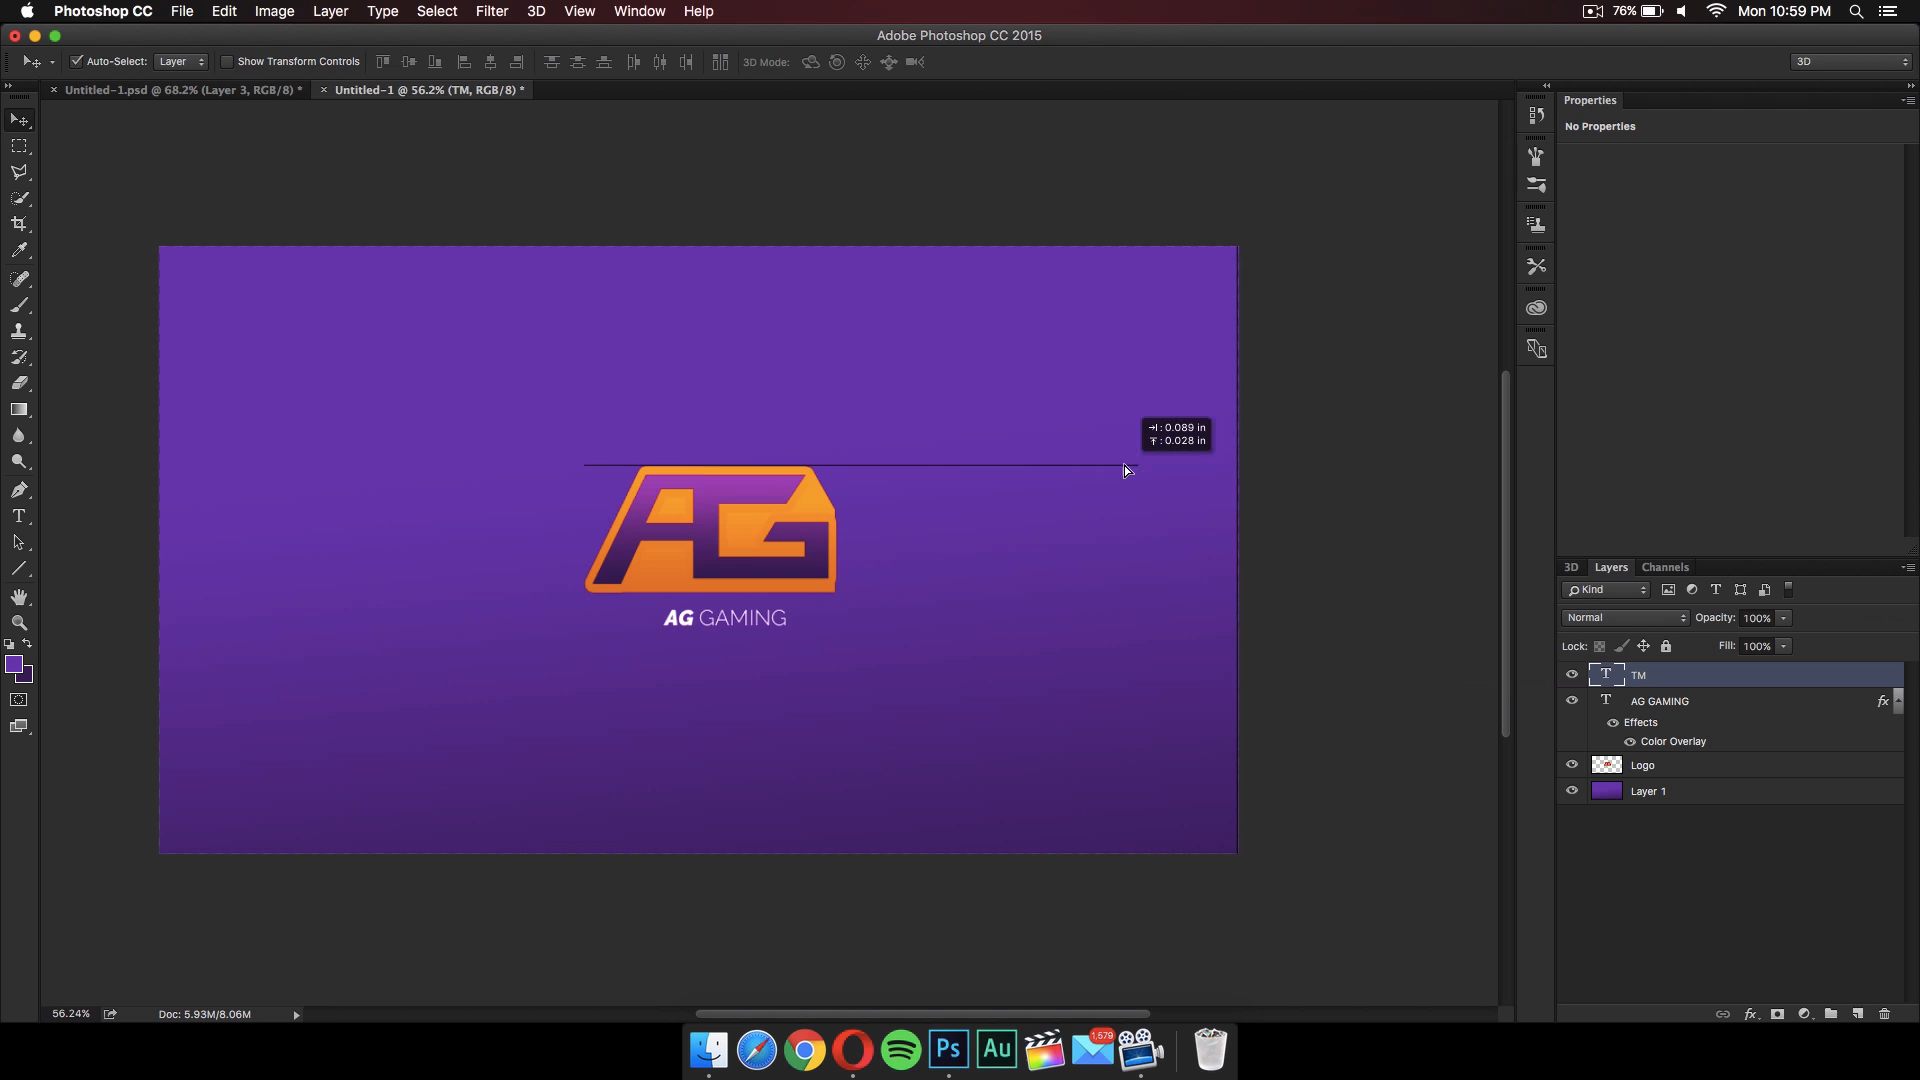 Photoshop CC File Edit Image Layer Type Select Filter 3D View Window Help 76% Mon 10:59 PM
Adobe Photoshop CC 2015
Auto-Select: Layer Show Transform Controls 3D Mode: 3D
× Untitled-1.psd @ 68.2% (Layer 3, RGB/8) * × Untitled-1 @ 56.2% (TM, RGB/8) *
Properties
No Properties
→I: 0.089 in
: 0.028 in
AG
AG GAMING
3D Layers Channels
Kind
Normal Opacity: 100%
Lock: Fill: 100%
T TM
T AG GAMING fx
Effects
Color Overlay
Logo
Layer 1
56.24% Doc: 5.93M/8.06M
fx
Ps Au 1,579